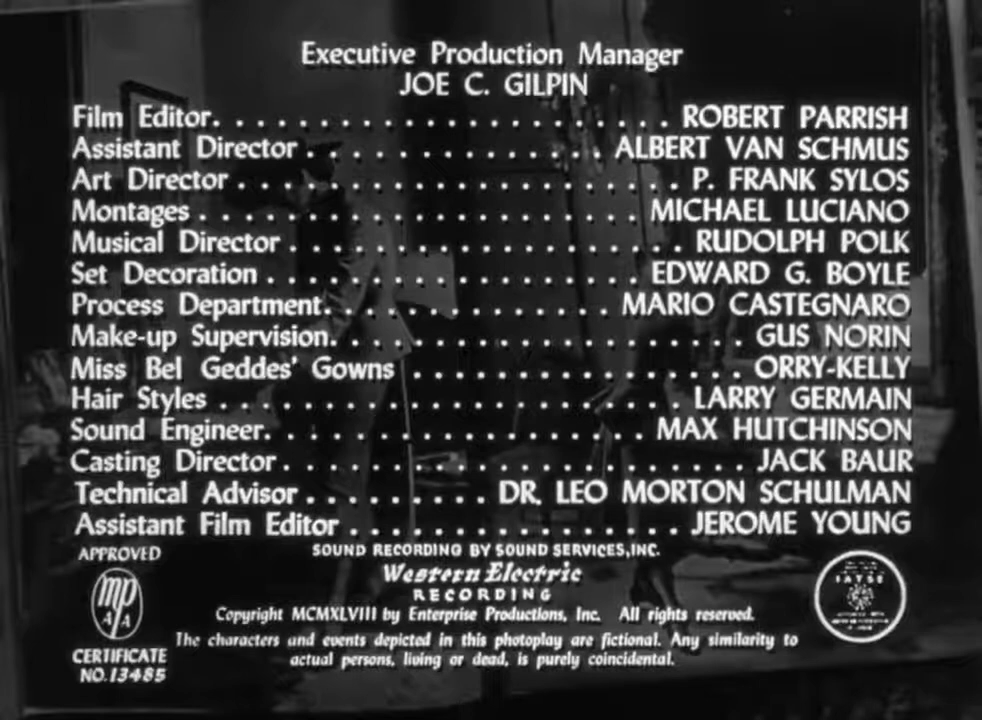 Executive Production Manager
JOE C. GILPIN
Film Editor. . . . . . . . . . . . . . . . . . . . . . ROBERT PARRISH
Assistant Director . . . . . . . . . . . . . . ALBERT VAN SCHMUS
Art Director . . . . . . . . . . . . . . . . . . . . . P. FRANK SYLOS
Montages . . . . . . . . . . . . . . . . . . . . . MICHAEL LUCIANO
Musical Director . . . . . . . . . . . . . . . . . . . RUDOLPH POLK
Set Decoration . . . . . . . . . . . . . . . . . . EDWARD G. BOYLE
Process Department. . . . . . . . . . . . . . MARIO CASTEGNARO
Make-up Supervision. . . . . . . . . . . . . . . . . . . . GUS NORIN
Miss Bel Geddes' Gowns . . . . . . . . . . . . . . . . ORRY-KELLY
Hair Styles . . . . . . . . . . . . . . . . . . . . . . LARRY GERMAIN
Sound Engineer. . . . . . . . . . . . . . . . . . MAX HUTCHINSON
Casting Director . . . . . . . . . . . . . . . . . . . . . . JACK BAUR
Technical Advisor . . . . . . . . . DR. LEO MORTON SCHULMAN
Assistant Film Editor . . . . . . . . . . . . . . . . JEROME YOUNG
APPROVED
MPAA
CERTIFICATE
NO. 13485
SOUND RECORDING BY SOUND SERVICES, INC.
Western Electric
RECORDING
Copyright MCMXLVIII by Enterprise Productions, Inc. All rights reserved.
The characters and events depicted in this photoplay are fictional. Any similarity to
actual persons, living or dead, is purely coincidental.
IATSE